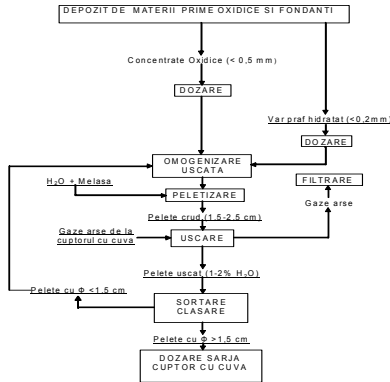 DEPOZIT DE MATERII PRIME OXIDICE SI FONDANTI
Concentrate Oxidice (< 0,5 mm)
DOZARE
Var praf hidratat (<0,2mm)
DOZARE
OMOGENIZARE
USCATA
H₂O + Melasa
FILTRARE
PELETIZARE
Gaze arse
Pelete crud (1,5-2,5 cm)
Gaze arse de la
cuptorul cu cuva
USCARE
Pelete uscat (1-2% H₂O)
Pelete cu Φ <1,5 cm
SORTARE
CLASARE
Pelete cu Φ >1,5 cm
DOZARE SARJA
CUPTOR CU CUVA